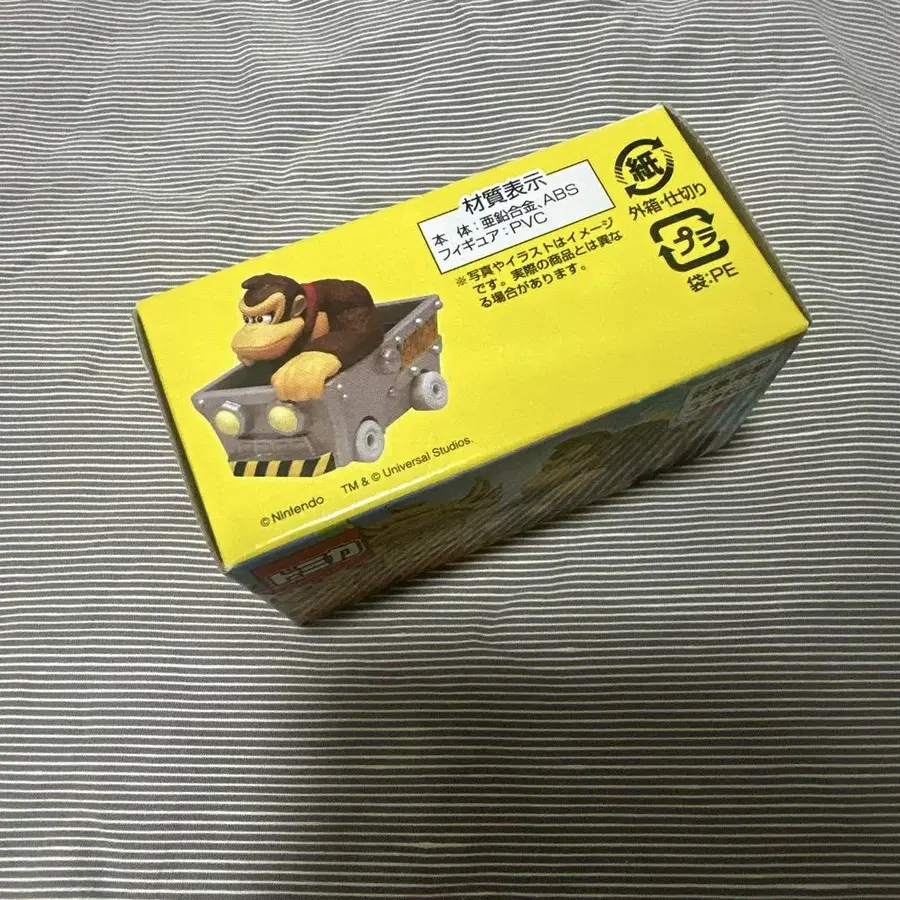 材質表示
本 体：亜鉛合金、ABS
フィギュア：PVC
※写真やイラストはイメージ
です。実際の商品とは異な
る場合があります。
紙
外箱・仕切り
プラ
袋：PE
©Nintendo
TM & © Universal Studios.
トミカ